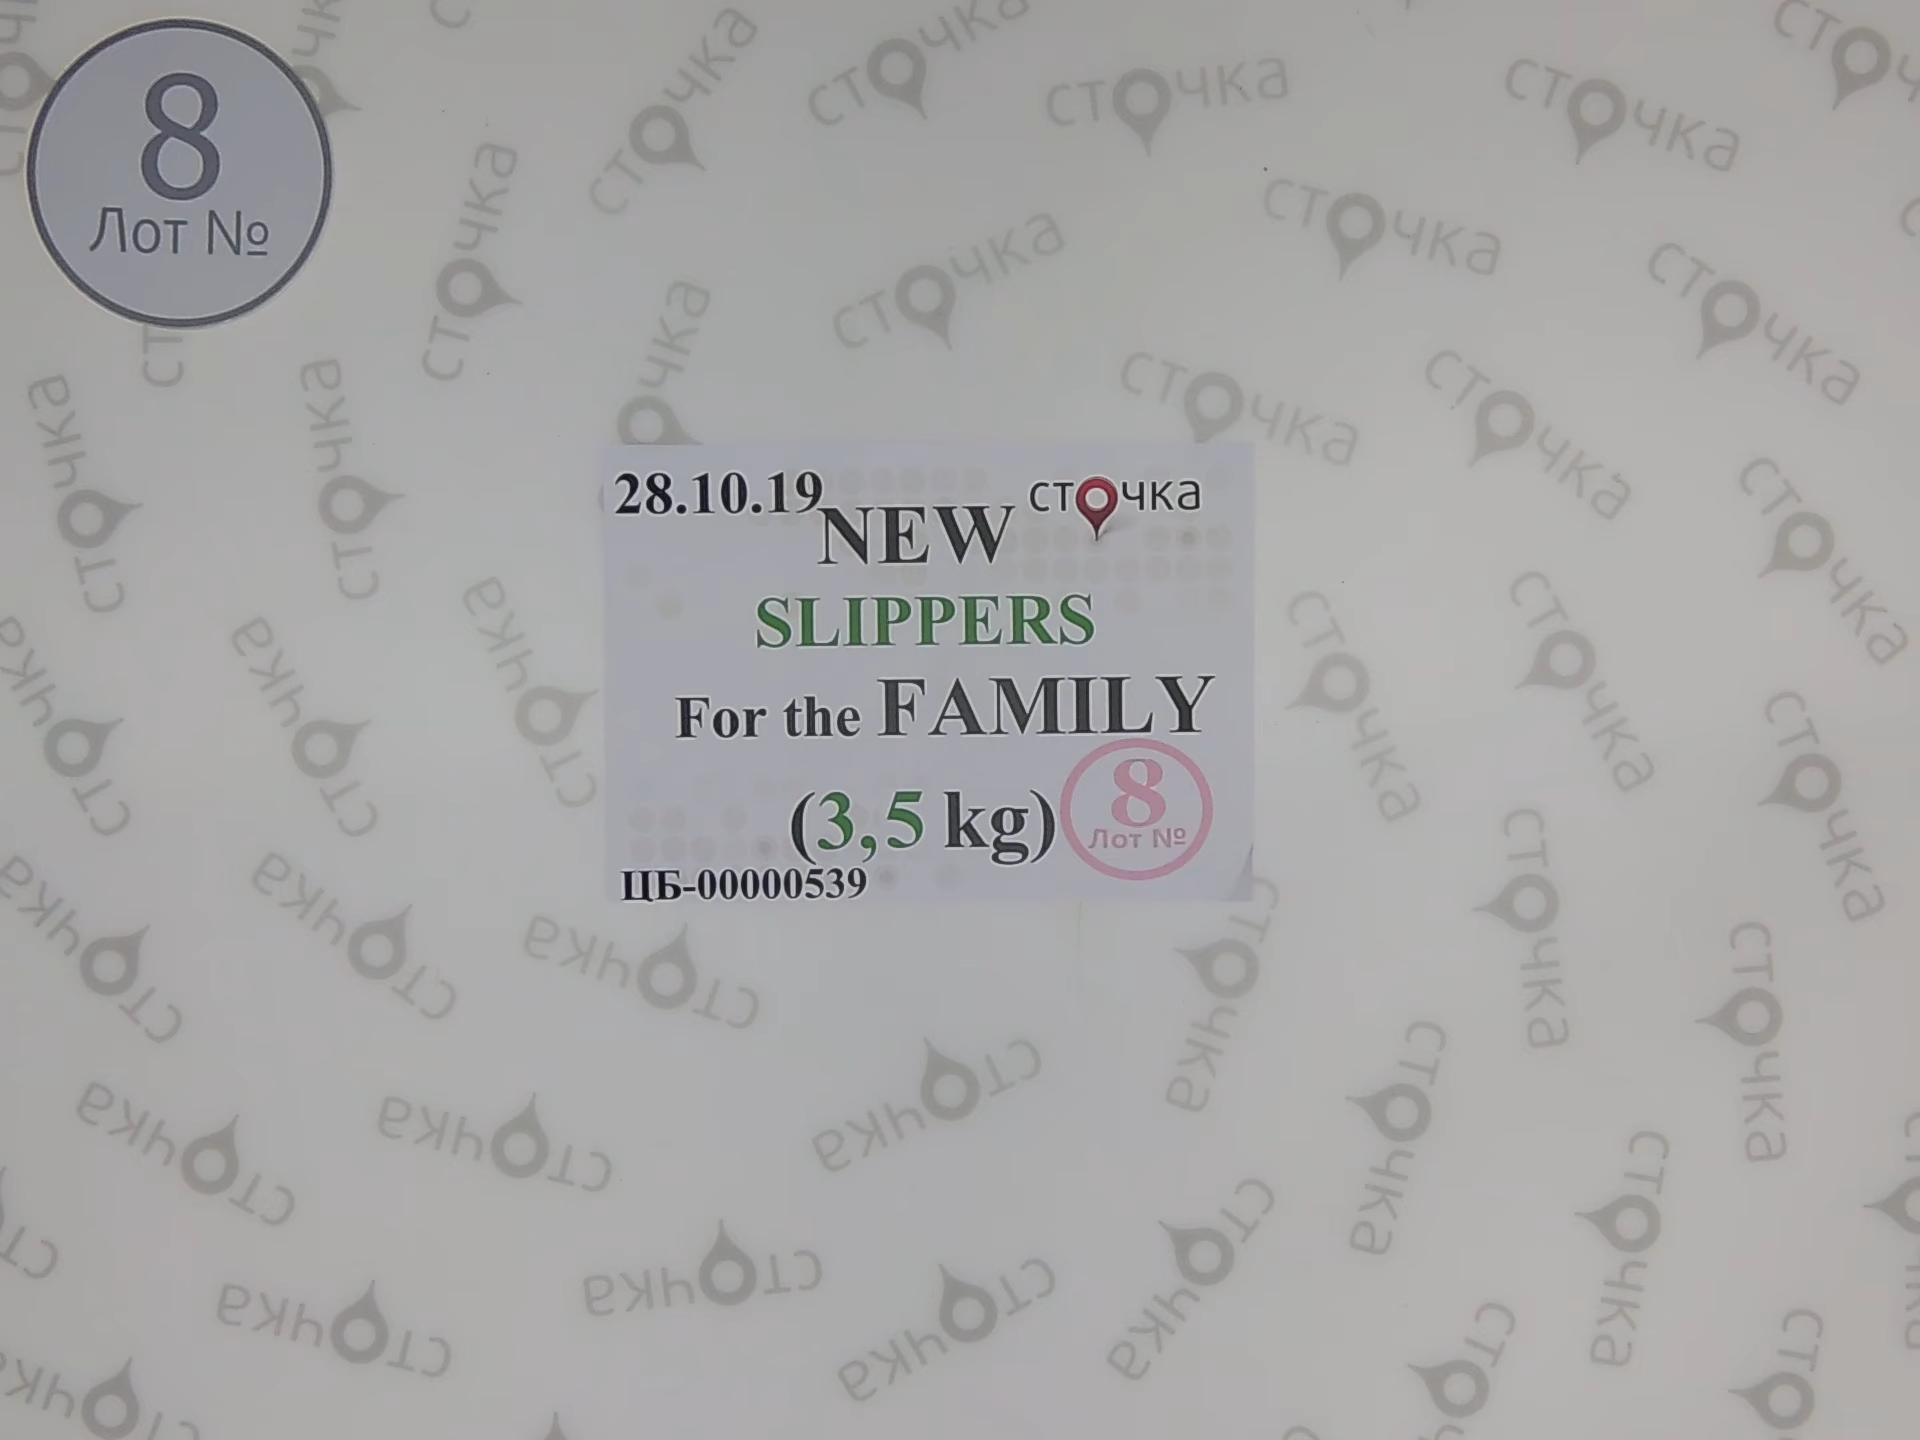 8
Лот №
28.10.19
сточка
NEW
SLIPPERS
For the FAMILY
(3,5 kg)
8
Лот №
ЦБ-00000539